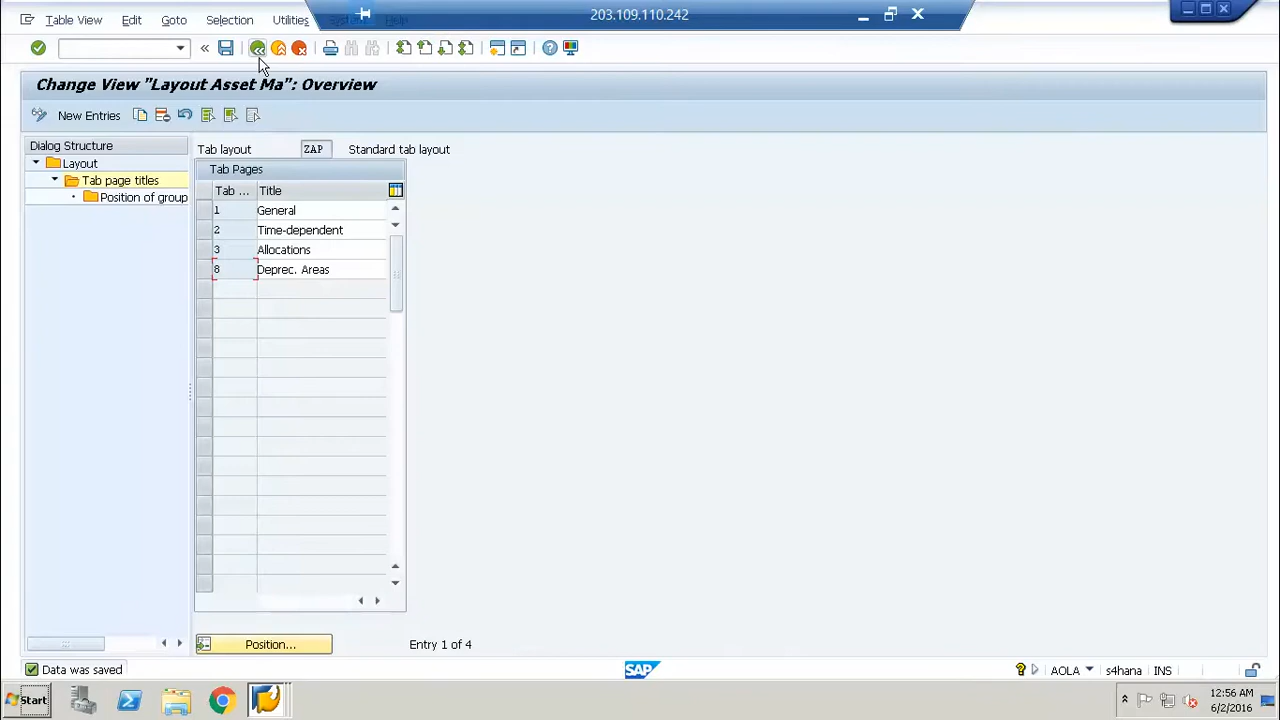 203.109.110.242
Table View Edit Goto Selection Utilities System Help
Change View "Layout Asset Ma": Overview
New Entries
Dialog Structure
Layout
Tab page titles
Position of group
Tab layout ZAP Standard tab layout
Tab Pages
Tab ... Title
1 General
2 Time-dependent
3 Allocations
8 Deprec. Areas
Position... Entry 1 of 4
Data was saved
SAP
AOLA s4hana INS
Start
12:56 AM
6/2/2016